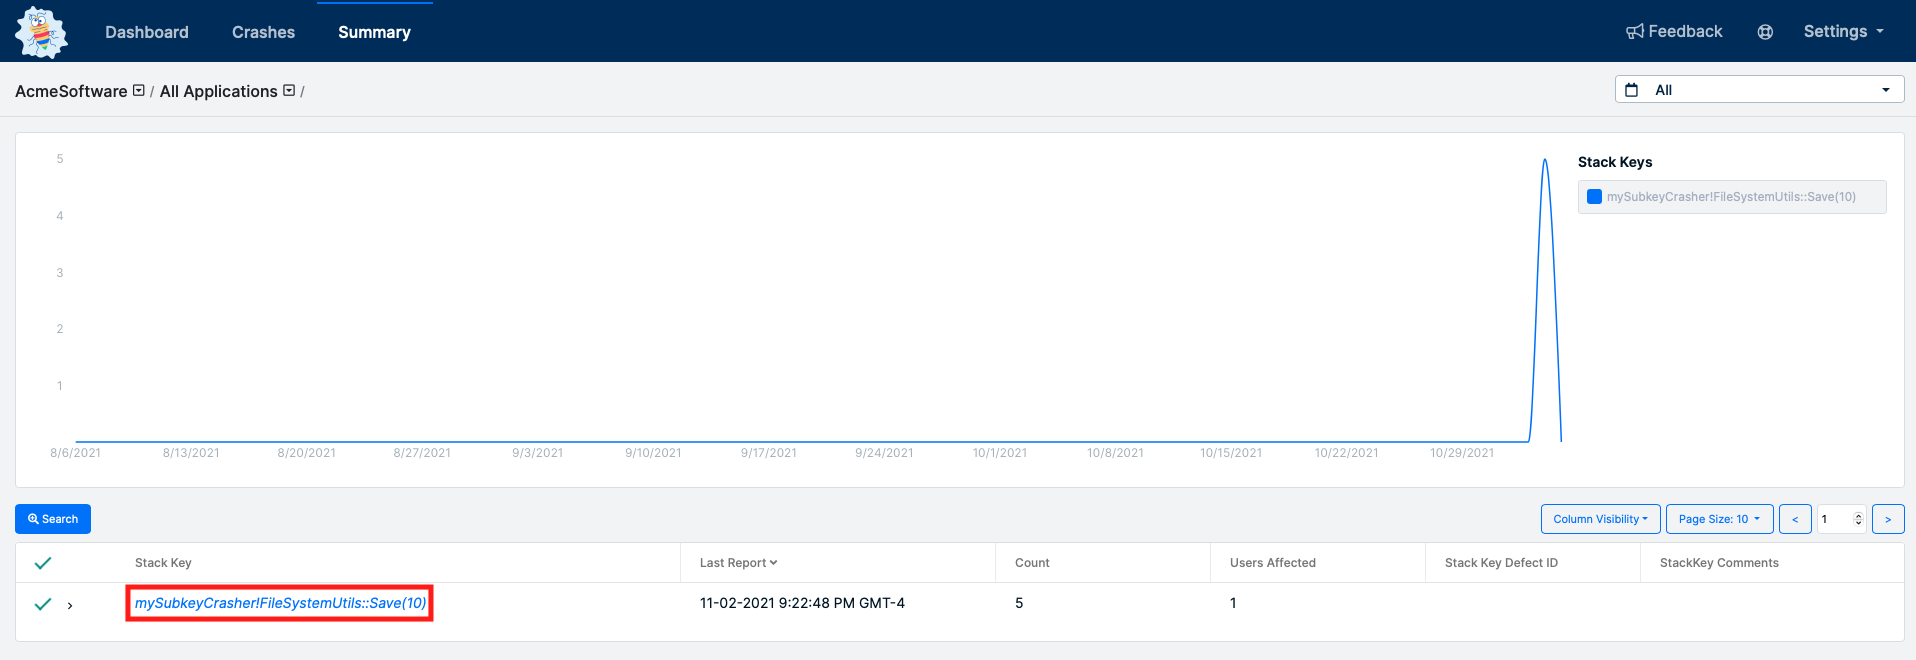 Dashboard Crashes Summary Feedback Settings
AcmeSoftware / All Applications /
All
5
4
3
2
1
8/6/2021 8/13/2021 8/20/2021 8/27/2021 9/3/2021 9/10/2021 9/17/2021 9/24/2021 10/1/2021 10/8/2021 10/15/2021 10/22/2021 10/29/2021
Stack Keys
mySubkeyCrasher!FileSystemUtils::Save(10)
Search
Column Visibility Page Size: 10 < 1 >
Stack Key Last Report Count Users Affected Stack Key Defect ID StackKey Comments
mySubkeyCrasher!FileSystemUtils::Save(10) 11-02-2021 9:22:48 PM GMT-4 5 1